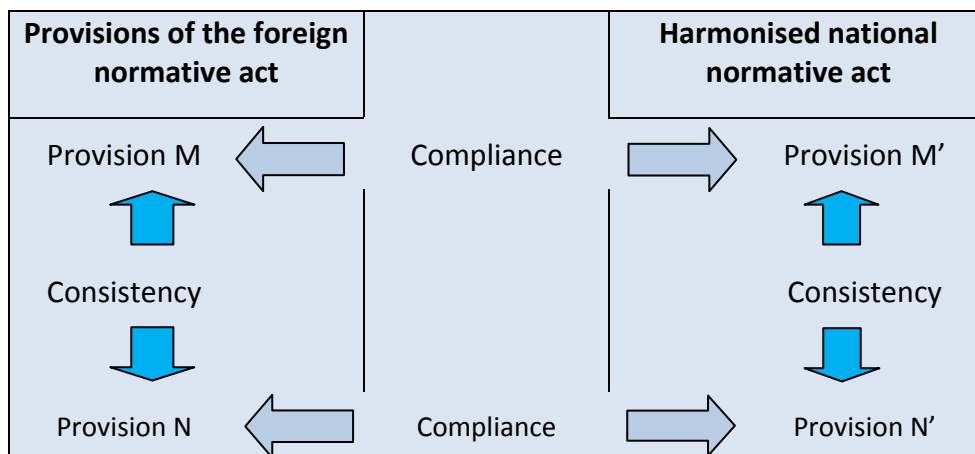 Provisions of the foreign
normative act
Harmonised national
normative act
Provision M
Compliance
Provision M’
Consistency
Consistency
Provision N
Compliance
Provision N’